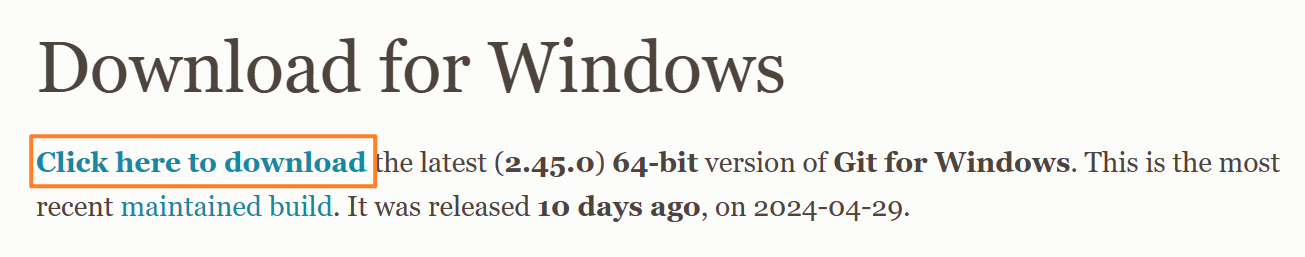 Download for Windows
Click here to download the latest (2.45.0) 64-bit version of Git for Windows. This is the most
recent maintained build. It was released 10 days ago, on 2024-04-29.